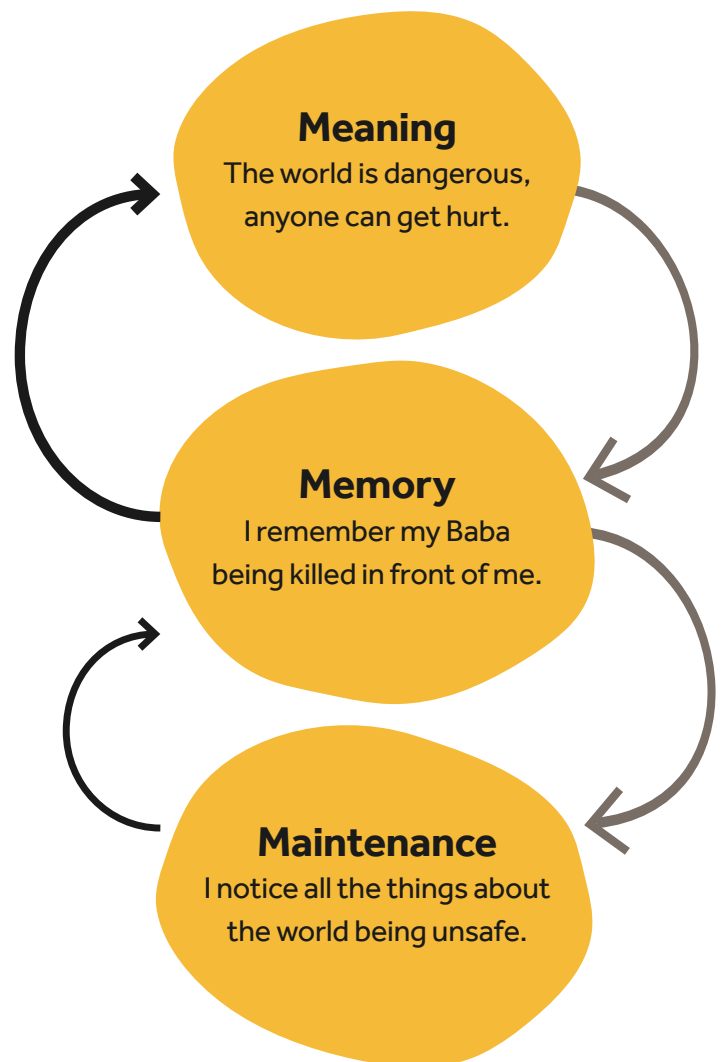 Meaning
The world is dangerous,
anyone can get hurt.
Memory
I remember my Baba
being killed in front of me.
Maintenance
I notice all the things about
the world being unsafe.